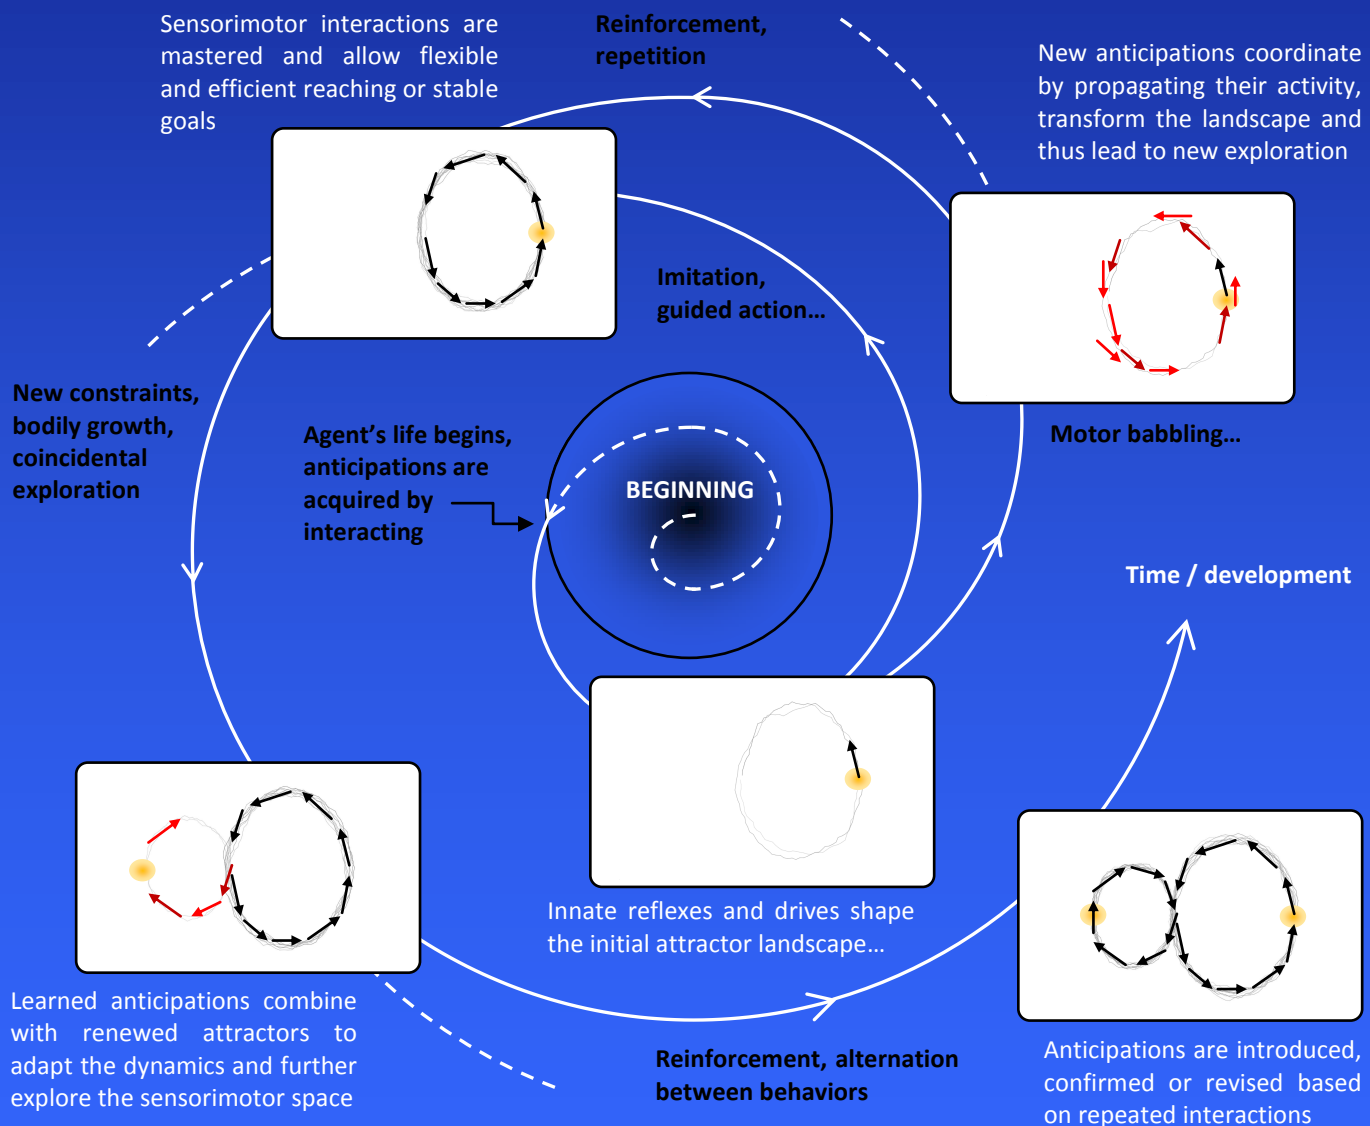 Sensorimotor interactions are
mastered and allow flexible
and efficient reaching or stable
goals
Reinforcement,
repetition
New anticipations coordinate
by propagating their activity,
transform the landscape and
thus lead to new exploration
Imitation,
guided action…
New constraints,
bodily growth,
coincidental
exploration
Agent’s life begins,
anticipations are
acquired by
interacting
BEGINNING
Motor babbling…
Time / development
Innate reflexes and drives shape
the initial attractor landscape…
Learned anticipations combine
with renewed attractors to
adapt the dynamics and further
explore the sensorimotor space
Reinforcement, alternation
between behaviors
Anticipations are introduced,
confirmed or revised based
on repeated interactions